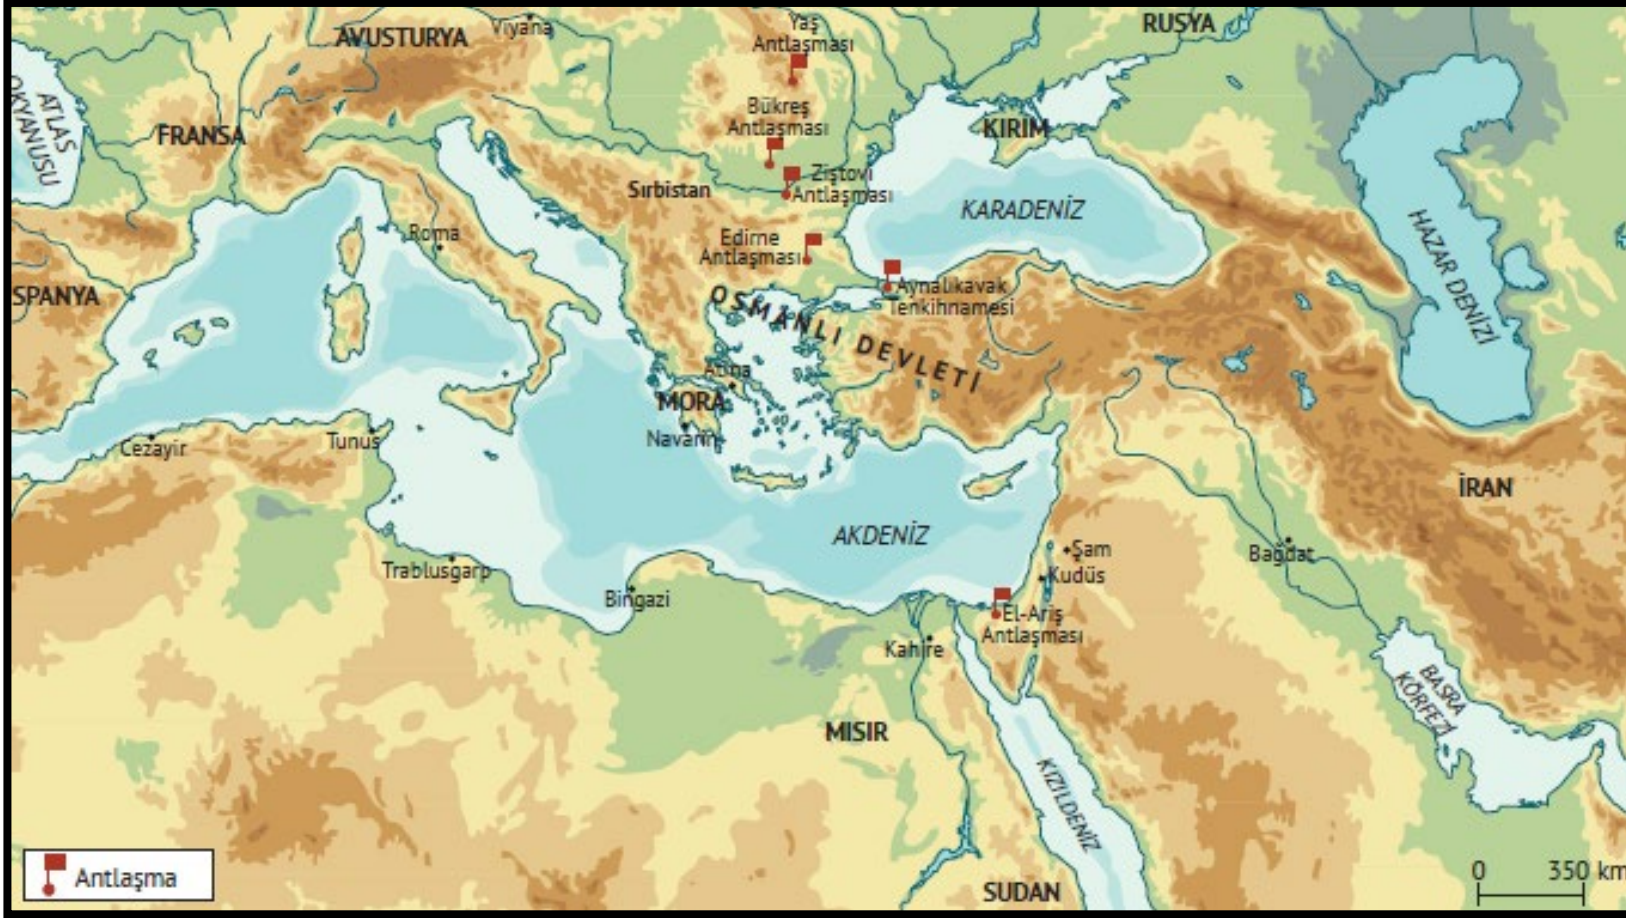 AVUSTURYA
Viyana
Yaş
Antlaşması
RUSYA
ATLAS
OKYANUSU
FRANSA
Bükreş
Antlaşması
KIRIM
Sırbistan
Ziştovi
Antlaşması
KARADENİZ
HAZAR DENİZİ
Roma
Edirne
Antlaşması
SPANYA
Aynalıkavak
Tenkihnamesi
OSMANLI DEVLETİ
Atina
MORA
Navarin
Cezayir
Tunus
İRAN
AKDENİZ
Şam
Bağdat
Trablusgarp
Kudüs
Bingazi
El-Ariş
Antlaşması
Kahire
BASRA
KÖRFEZİ
MISIR
KIZILDENİZ
Antlaşma
SUDAN
0 350 km